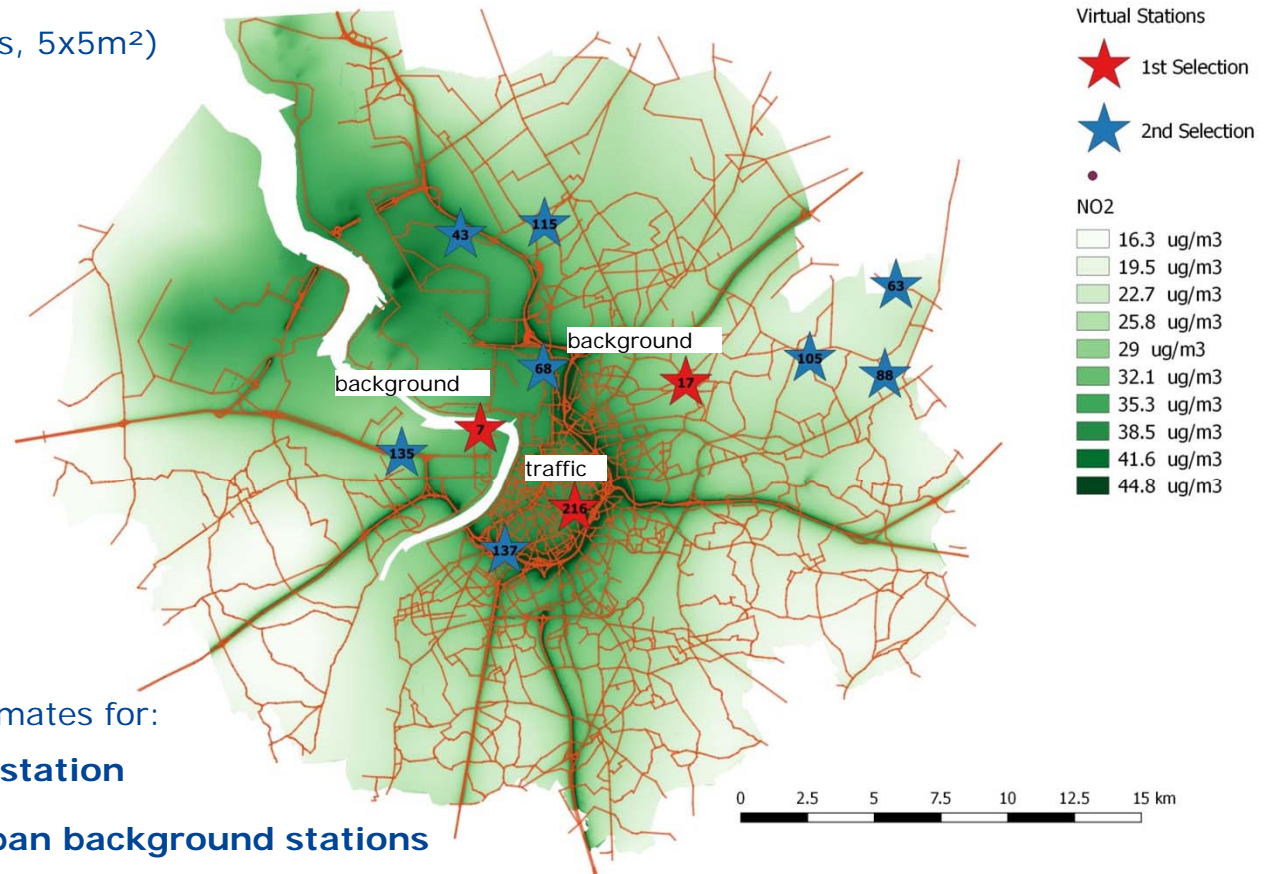 s, 5x5m²)
Virtual Stations
1st Selection
2nd Selection
NO2
16.3 ug/m3
19.5 ug/m3
22.7 ug/m3
25.8 ug/m3
29 ug/m3
32.1 ug/m3
35.3 ug/m3
38.5 ug/m3
41.6 ug/m3
44.8 ug/m3
43
115
63
background
105
68
17
88
background
7
135
traffic
216
137
mates for:
station
pan background stations
0 2.5 5 7.5 10 12.5 15 km